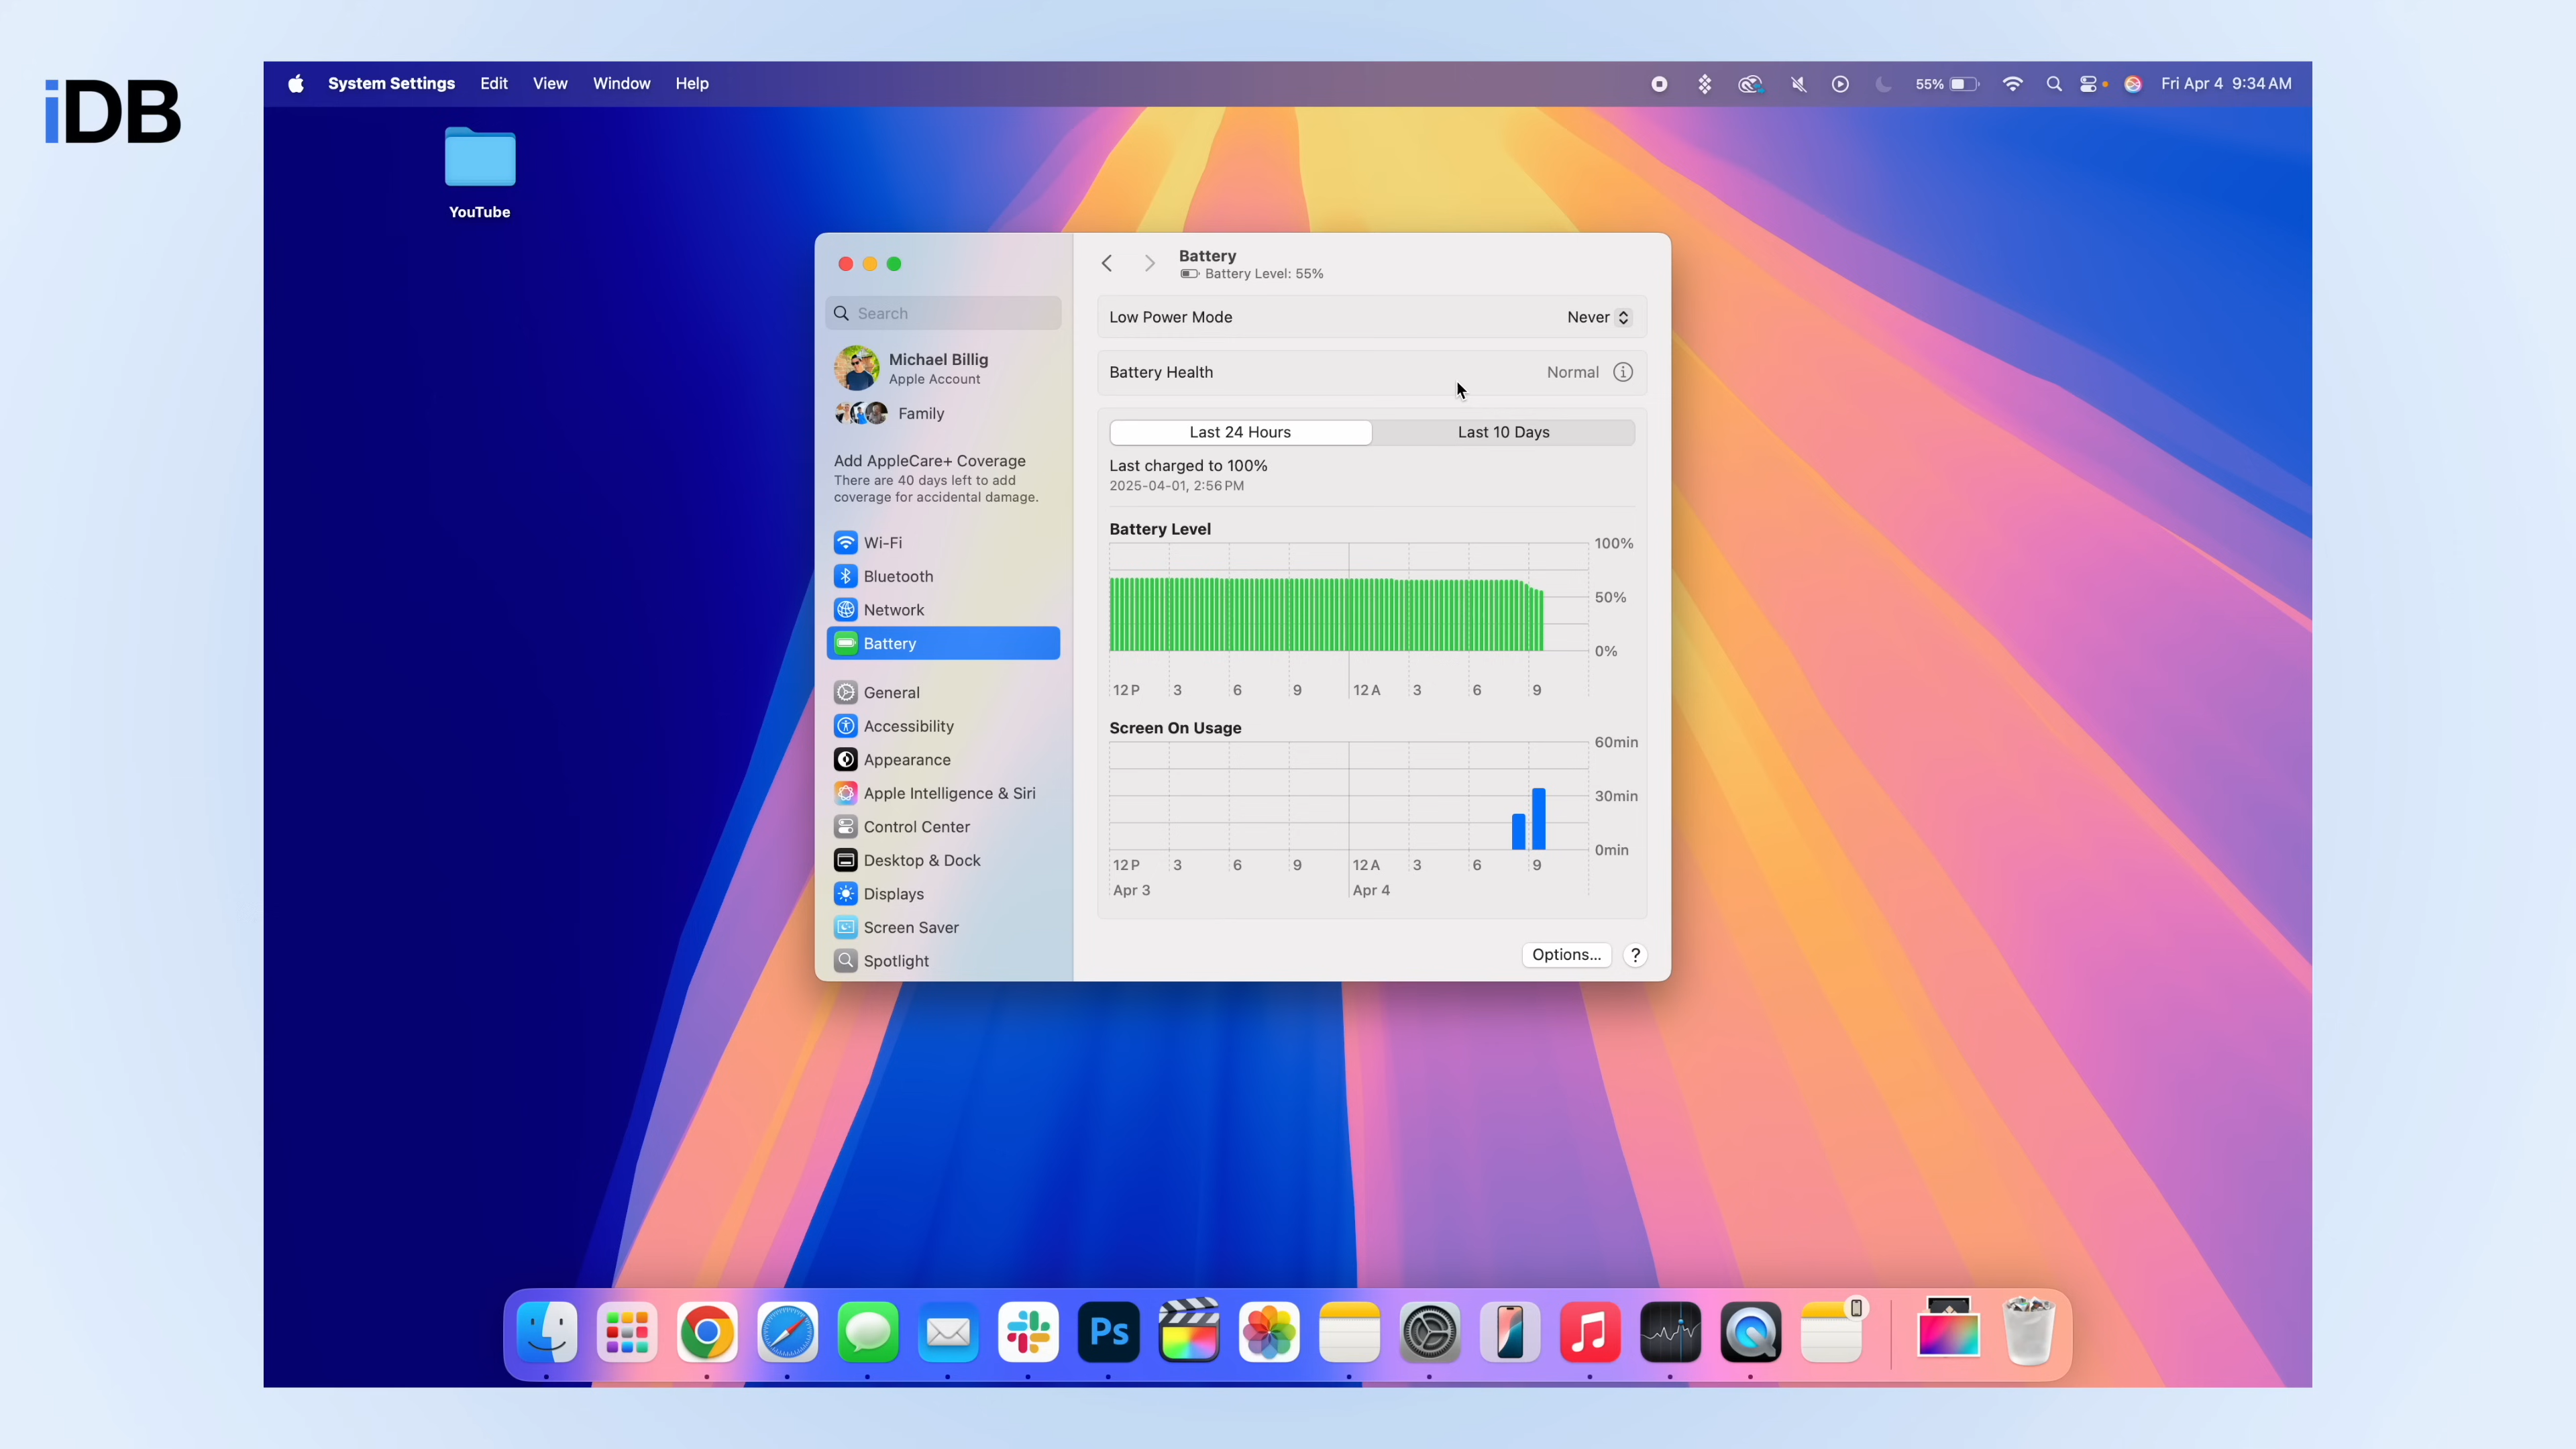 iDB
System Settings Edit View Window Help
55%
Fri Apr 4 9:34 AM
YouTube
Battery
Battery Level: 55%
Search
Michael Billig
Apple Account
Family
Add AppleCare+ Coverage
There are 40 days left to add
coverage for accidental damage.
Wi-Fi
Bluetooth
Network
Battery
General
Accessibility
Appearance
Apple Intelligence & Siri
Control Center
Desktop & Dock
Displays
Screen Saver
Spotlight
Low Power Mode Never
Battery Health Normal
Last 24 Hours Last 10 Days
Last charged to 100%
2025-04-01, 2:56 PM
Battery Level
100%
50%
0%
12 P 3 6 9 12 A 3 6 9
Screen On Usage
60min
30min
0min
12 P 3 6 9 12 A 3 6 9
Apr 3 Apr 4
Options... ?
Ps